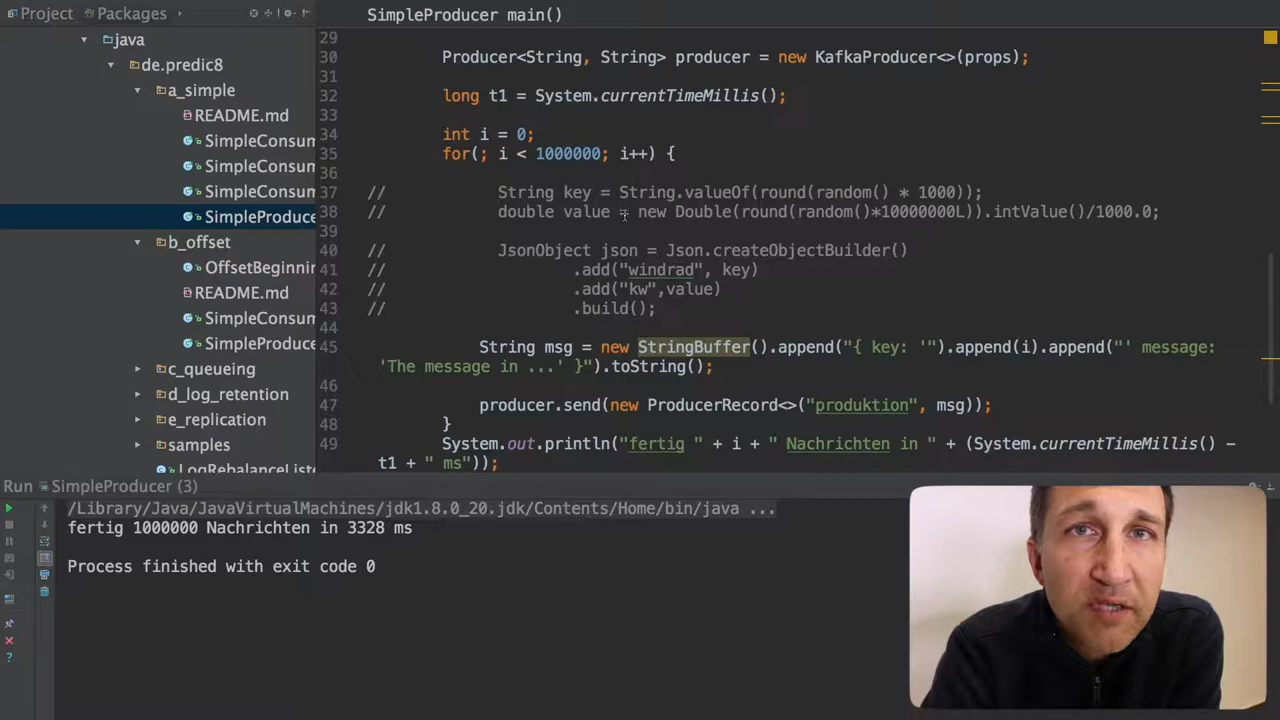 Project Packages
SimpleProducer main()
java
de.predic8
a_simple
README.md
SimpleConsum
SimpleConsum
SimpleConsum
SimpleProduce
b_offset
OffsetBeginnin
README.md
SimpleConsum
SimpleProduce
c_queueing
d_log_retention
e_replication
samples
LogRebalanceListe
29
30 Producer<String, String> producer = new KafkaProducer<>(props);
31
32 long t1 = System.currentTimeMillis();
33
34 int i = 0;
35 for(; i < 1000000; i++) {
36
37 // String key = String.valueOf(round(random() * 1000));
38 // double value = new Double(round(random()*10000000L)).intValue()/1000.0;
39
40 // JsonObject json = Json.createObjectBuilder()
41 // .add("windrad", key)
42 // .add("kw",value)
43 // .build();
44
45 String msg = new StringBuffer().append("{ key: '").append(i).append("' message:
'The message in ...' }").toString();
46
47 producer.send(new ProducerRecord<>("produktion", msg));
48 }
49 System.out.println("fertig " + i + " Nachrichten in " + (System.currentTimeMillis() -
t1 + " ms"));
Run SimpleProducer (3)
/Library/Java/JavaVirtualMachines/jdk1.8.0_20.jdk/Contents/Home/bin/java ...
fertig 1000000 Nachrichten in 3328 ms
Process finished with exit code 0